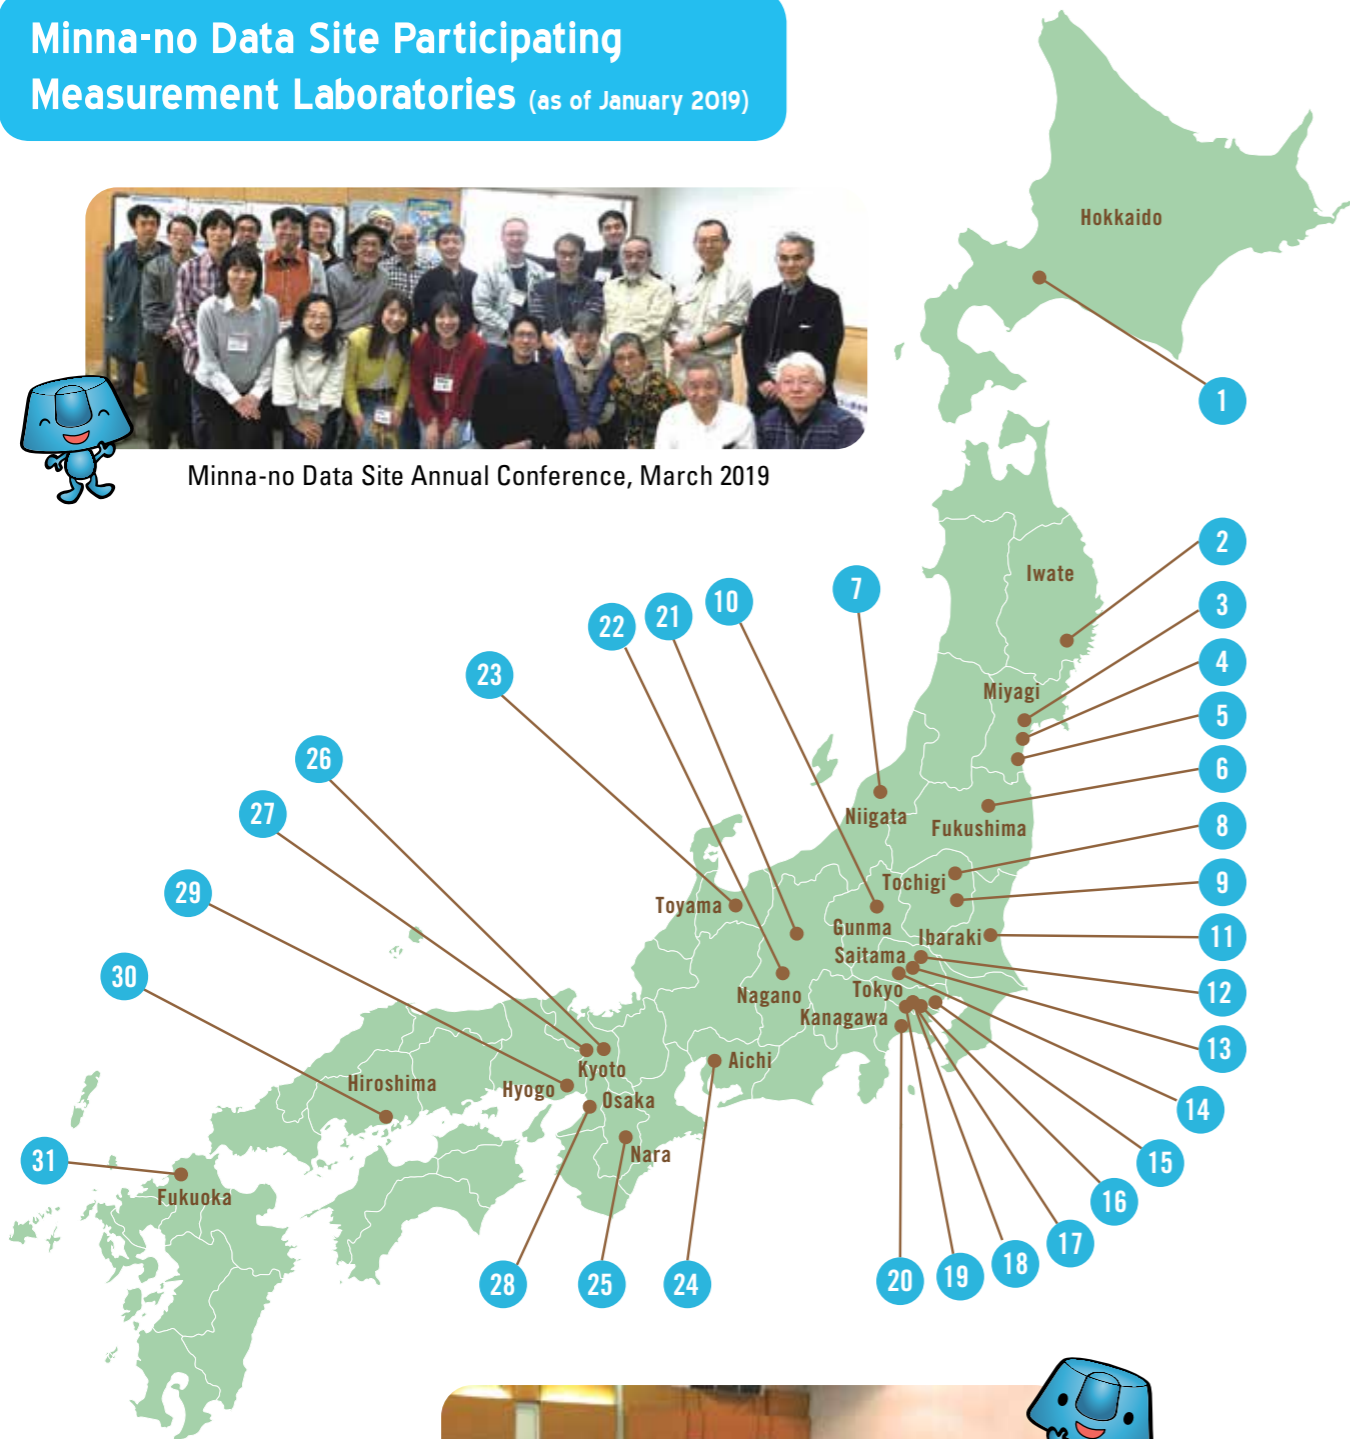 Minna-no Data Site Participating
Measurement Laboratories (as of January 2019)
Minna-no Data Site Annual Conference, March 2019
Hokkaido
1
Iwate
2
3
Miyagi
4
5
6
7
Niigata
Fukushima
8
Tochigi
9
10
Gunma
Ibaraki
11
Saitama
12
Tokyo
13
Kanagawa
14
15
16
17
18
19
20
21
22
Nagano
23
Toyama
24
Aichi
25
Nara
26
Kyoto
27
28
Osaka
29
Hyogo
30
Hiroshima
31
Fukuoka